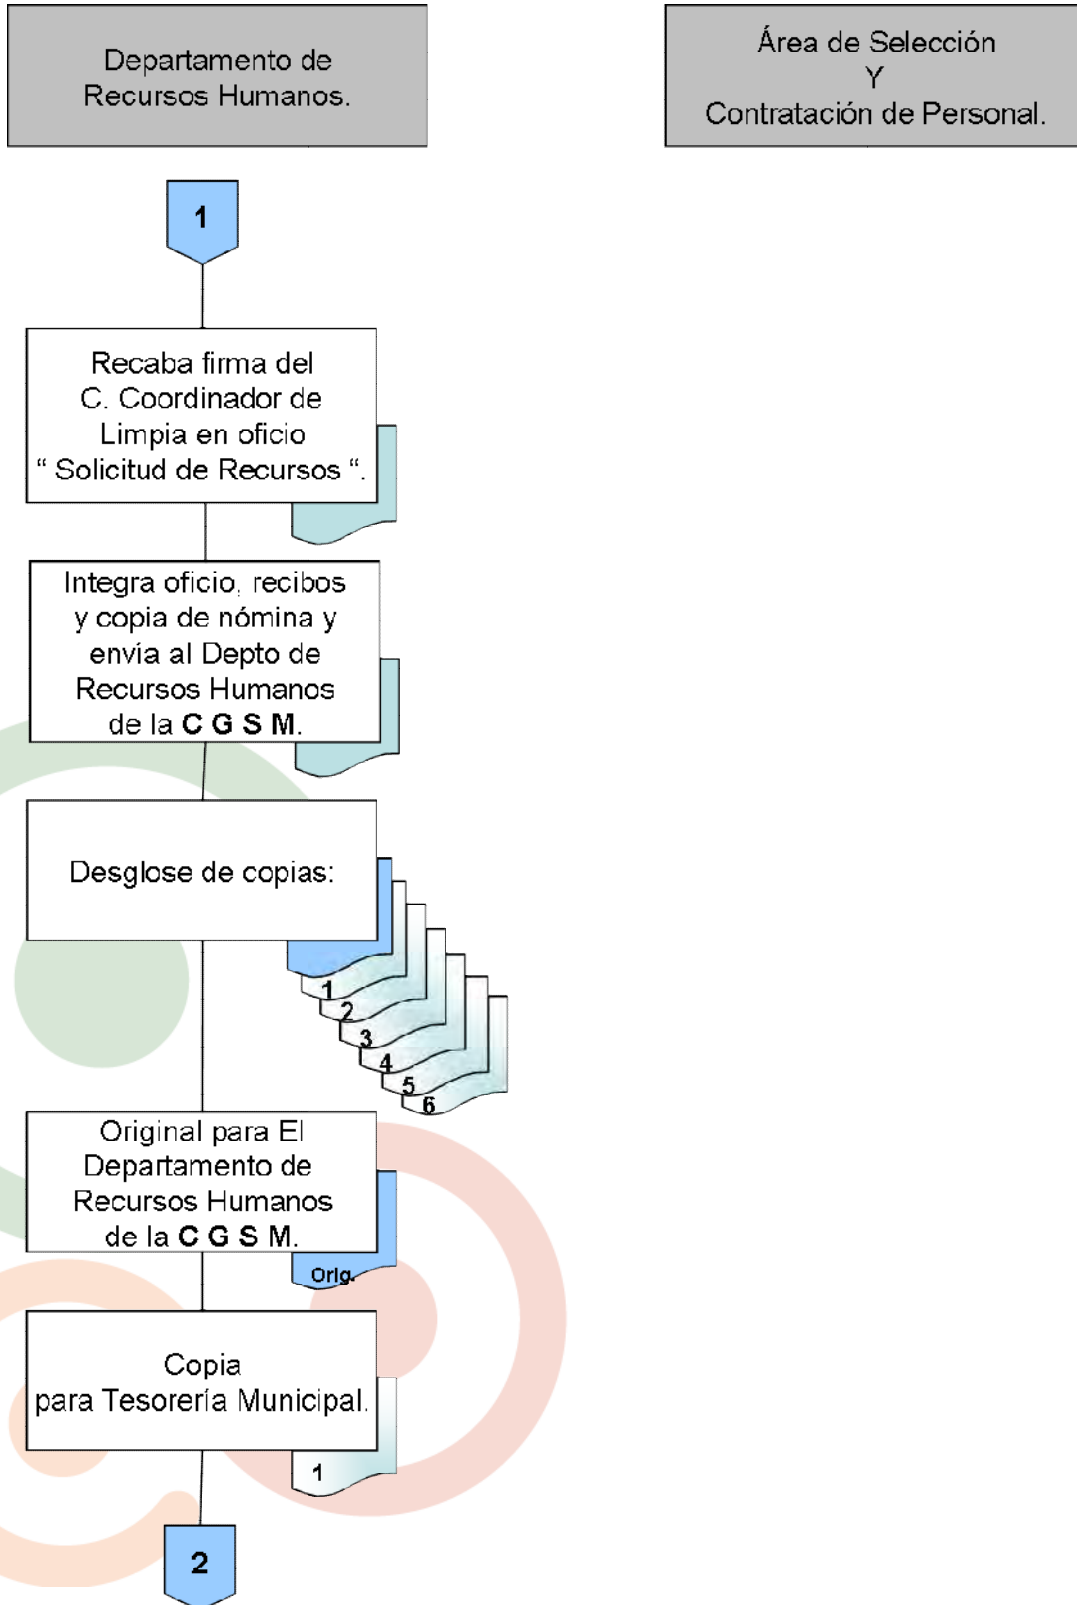 Departamento de
Recursos Humanos.
Área de Selección
Y
Contratación de Personal.
1
Recaba firma del
C. Coordinador de
Limpia en oficio
“ Solicitud de Recursos “.
Integra oficio, recibos
y copia de nómina y
envía al Depto de
Recursos Humanos
de la C G S M.
Desglose de copias:
1
2
3
4
5
6
Original para El
Departamento de
Recursos Humanos
de la C G S M.
Orig.
Copia
para Tesorería Municipal.
1
2